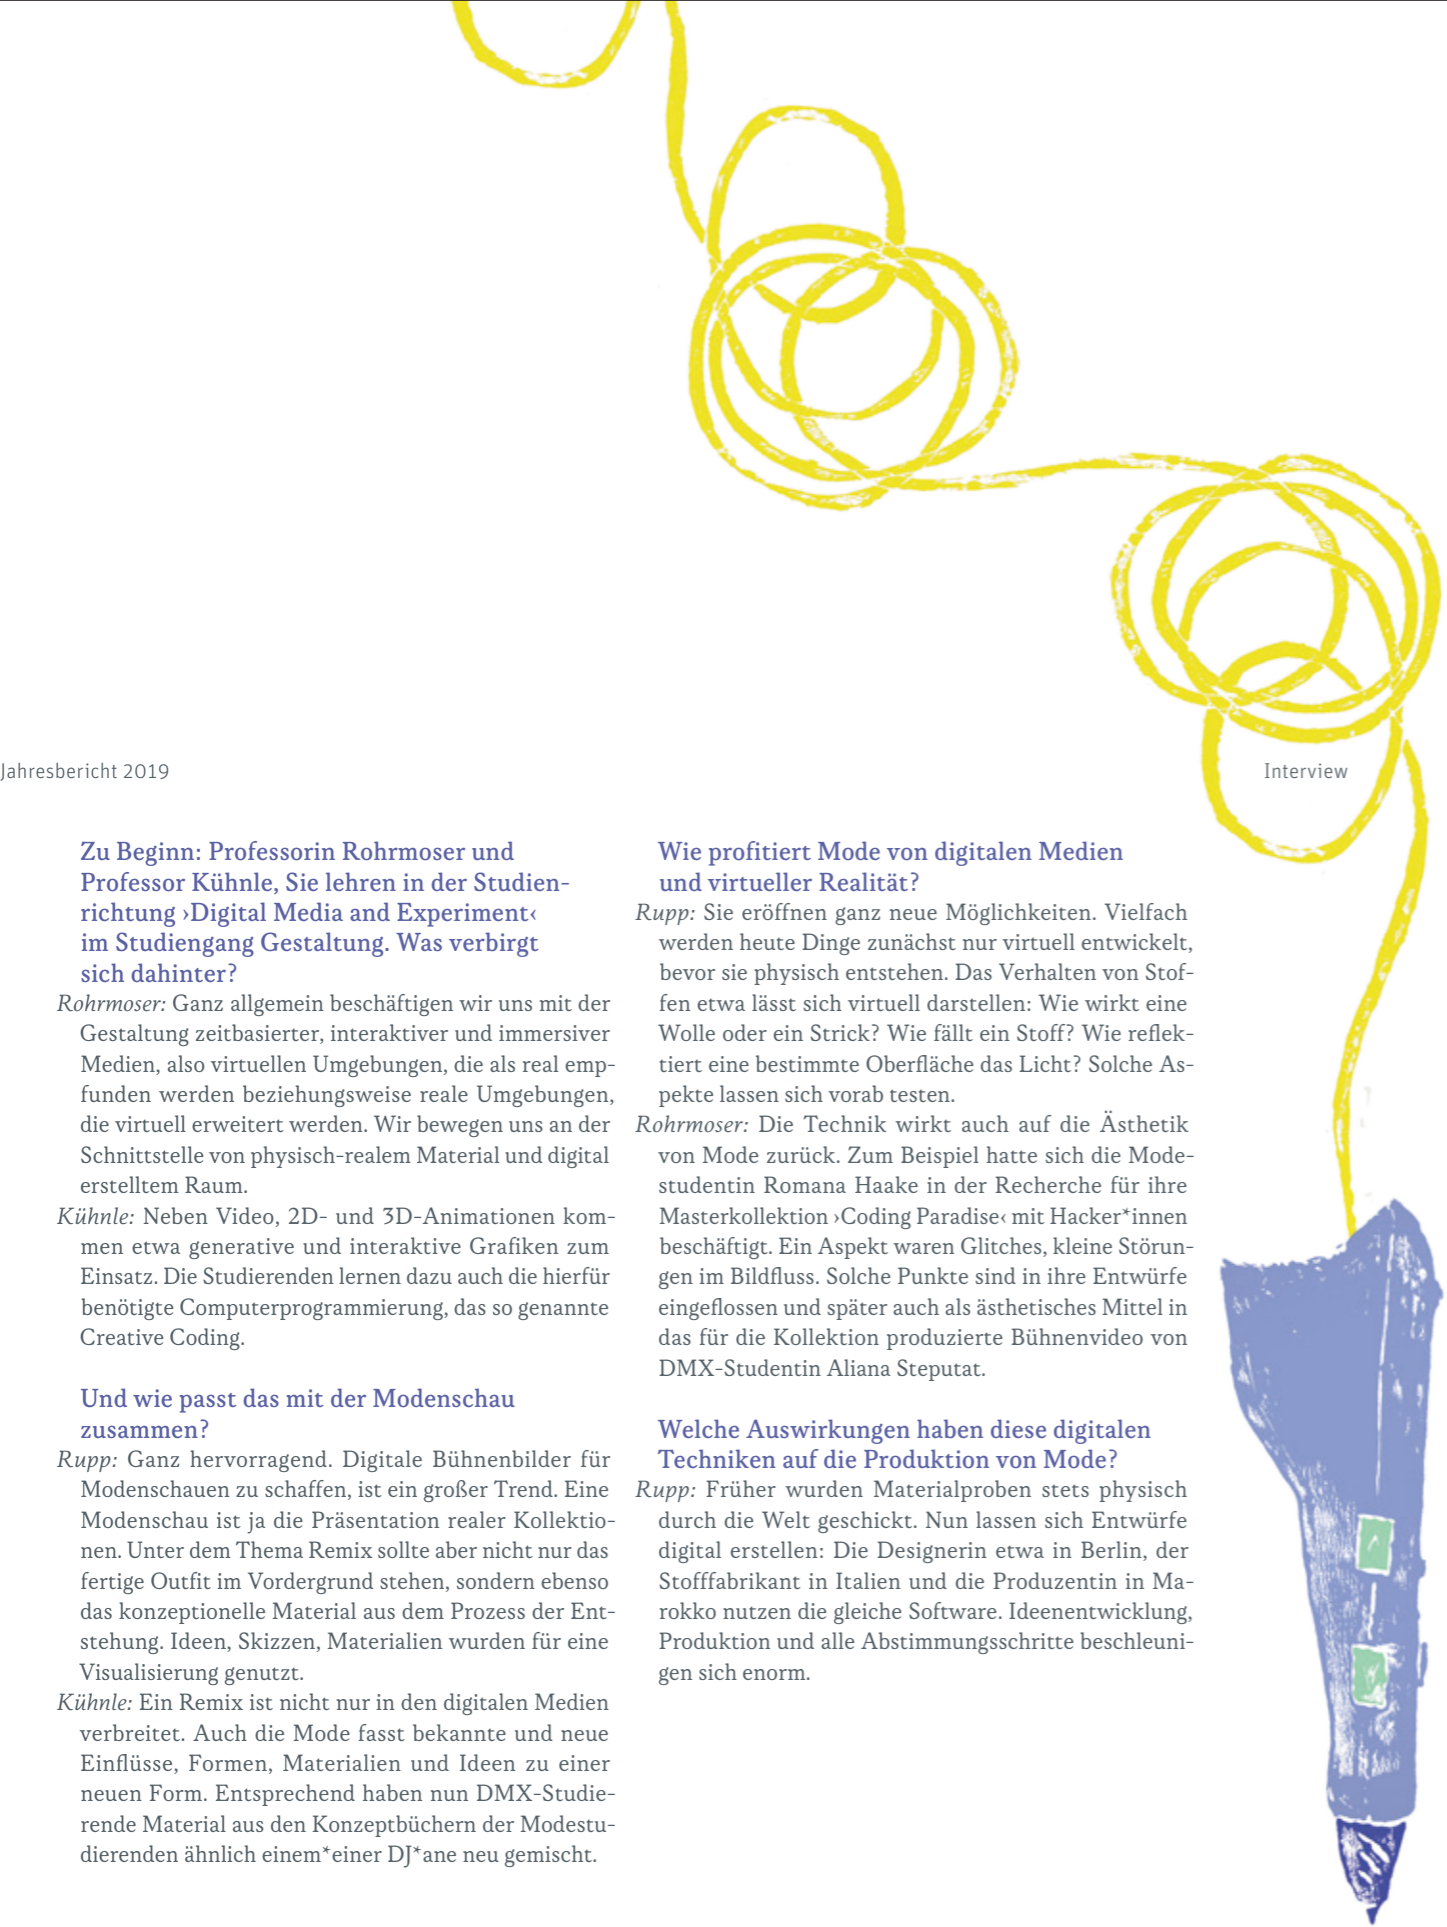 Jahresbericht 2019
Interview
Zu Beginn: Professorin Rohrmoser und
Professor Kühnle, Sie lehren in der Studien-
richtung ›Digital Media and Experiment‹
im Studiengang Gestaltung. Was verbirgt
sich dahinter?
Rohrmoser: Ganz allgemein beschäftigen wir uns mit der
Gestaltung zeitbasierter, interaktiver und immersiver
Medien, also virtuellen Umgebungen, die als real emp-
funden werden beziehungsweise reale Umgebungen,
die virtuell erweitert werden. Wir bewegen uns an der
Schnittstelle von physisch-realem Material und digital
erstelltem Raum.
Kühnle: Neben Video, 2D- und 3D-Animationen kom-
men etwa generative und interaktive Grafiken zum
Einsatz. Die Studierenden lernen dazu auch die hierfür
benötigte Computerprogrammierung, das so genannte
Creative Coding.
Und wie passt das mit der Modenschau
zusammen?
Rupp: Ganz hervorragend. Digitale Bühnenbilder für
Modenschauen zu schaffen, ist ein großer Trend. Eine
Modenschau ist ja die Präsentation realer Kollektio-
nen. Unter dem Thema Remix sollte aber nicht nur das
fertige Outfit im Vordergrund stehen, sondern ebenso
das konzeptionelle Material aus dem Prozess der Ent-
stehung. Ideen, Skizzen, Materialien wurden für eine
Visualisierung genutzt.
Kühnle: Ein Remix ist nicht nur in den digitalen Medien
verbreitet. Auch die Mode fasst bekannte und neue
Einflüsse, Formen, Materialien und Ideen zu einer
neuen Form. Entsprechend haben nun DMX-Studie-
rende Material aus den Konzeptbüchern der Modestu-
dierenden ähnlich einem*einer DJ*ane neu gemischt.
Wie profitiert Mode von digitalen Medien
und virtueller Realität?
Rupp: Sie eröffnen ganz neue Möglichkeiten. Vielfach
werden heute Dinge zunächst nur virtuell entwickelt,
bevor sie physisch entstehen. Das Verhalten von Stof-
fen etwa lässt sich virtuell darstellen: Wie wirkt eine
Wolle oder ein Strick? Wie fällt ein Stoff? Wie reflek-
tiert eine bestimmte Oberfläche das Licht? Solche As-
pekte lassen sich vorab testen.
Rohrmoser: Die Technik wirkt auch auf die Ästhetik
von Mode zurück. Zum Beispiel hatte sich die Mode-
studentin Romana Haake in der Recherche für ihre
Masterkollektion ›Coding Paradise‹ mit Hacker*innen
beschäftigt. Ein Aspekt waren Glitches, kleine Störun-
gen im Bildfluss. Solche Punkte sind in ihre Entwürfe
eingeflossen und später auch als ästhetisches Mittel in
das für die Kollektion produzierte Bühnenvideo von
DMX-Studentin Aliana Steputat.
Welche Auswirkungen haben diese digitalen
Techniken auf die Produktion von Mode?
Rupp: Früher wurden Materialproben stets physisch
durch die Welt geschickt. Nun lassen sich Entwürfe
digital erstellen: Die Designerin etwa in Berlin, der
Stofffabrikant in Italien und die Produzentin in Ma-
rokko nutzen die gleiche Software. Ideenentwicklung,
Produktion und alle Abstimmungsschritte beschleuni-
gen sich enorm.